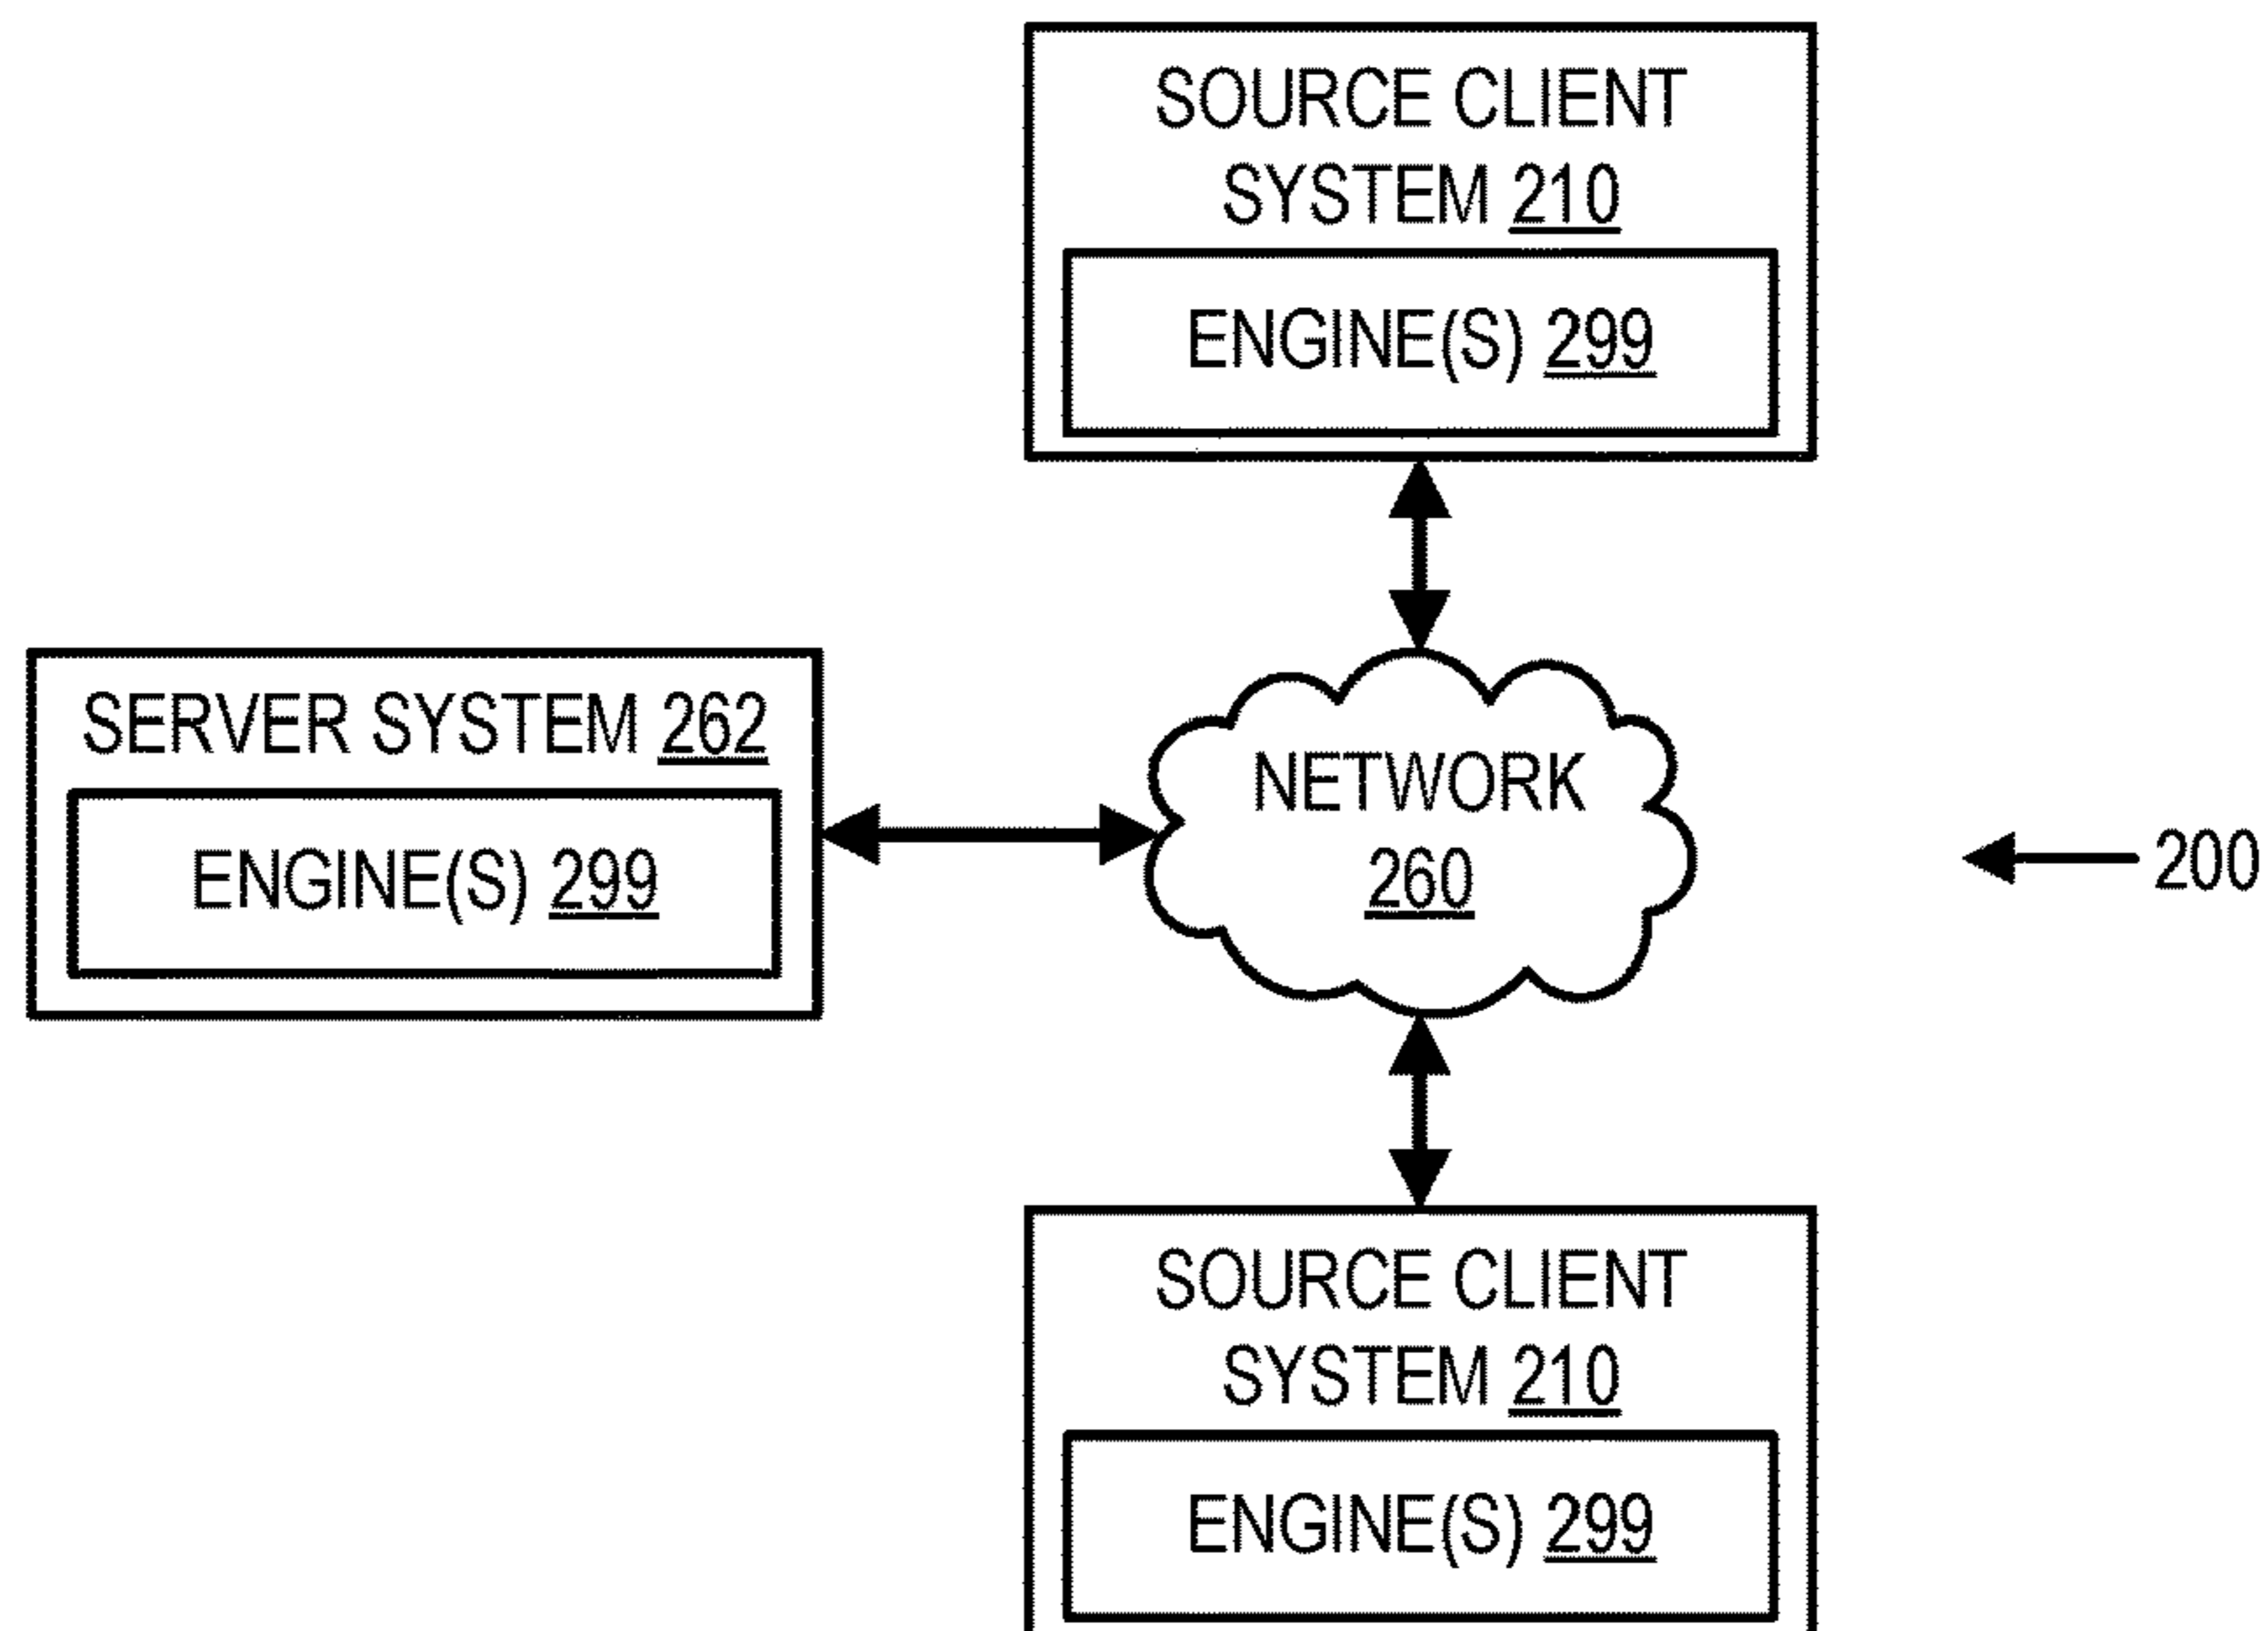 SOURCE CLIENT
SYSTEM 210
ENGINE(S) 299
SERVER SYSTEM 262
ENGINE(S) 299
NETWORK
260
200
SOURCE CLIENT
SYSTEM 210
ENGINE(S) 299